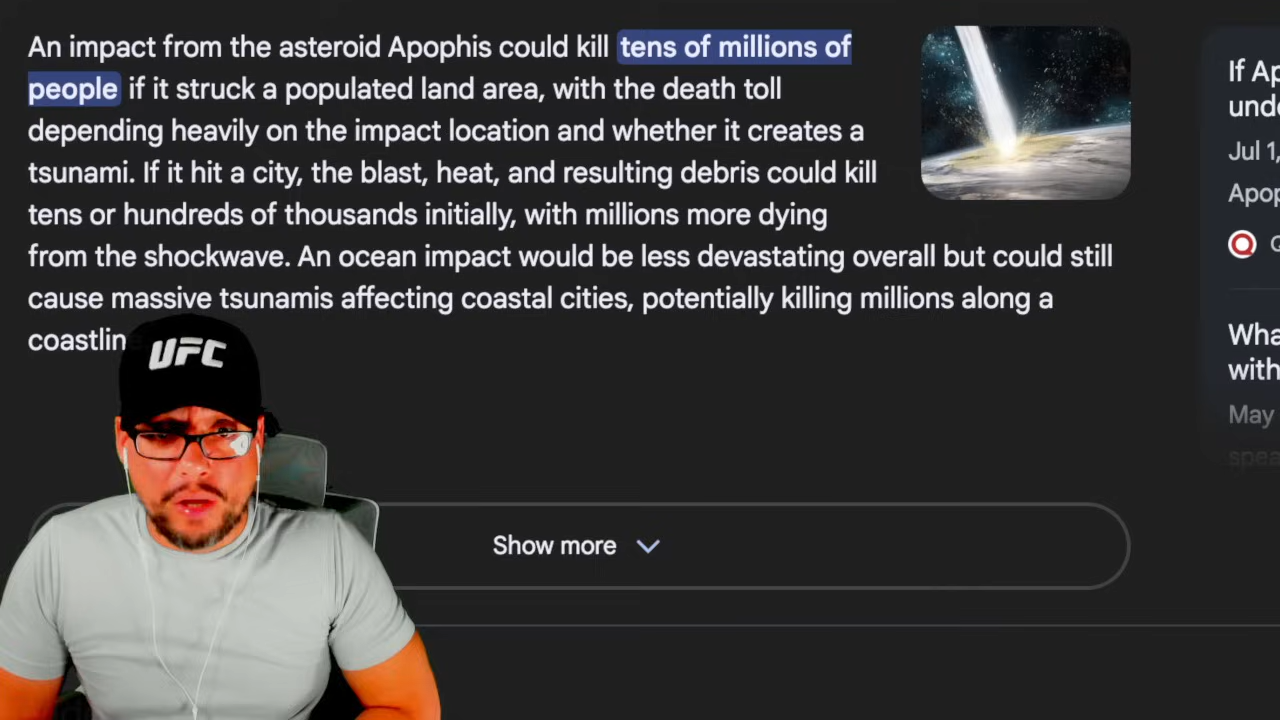 An impact from the asteroid Apophis could kill tens of millions of
people if it struck a populated land area, with the death toll
depending heavily on the impact location and whether it creates a
tsunami. If it hit a city, the blast, heat, and resulting debris could kill
tens or hundreds of thousands initially, with millions more dying
from the shockwave. An ocean impact would be less devastating overall but could still
cause massive tsunamis affecting coastal cities, potentially killing millions along a
UFC
Show more
If
Jul 1,
with
May